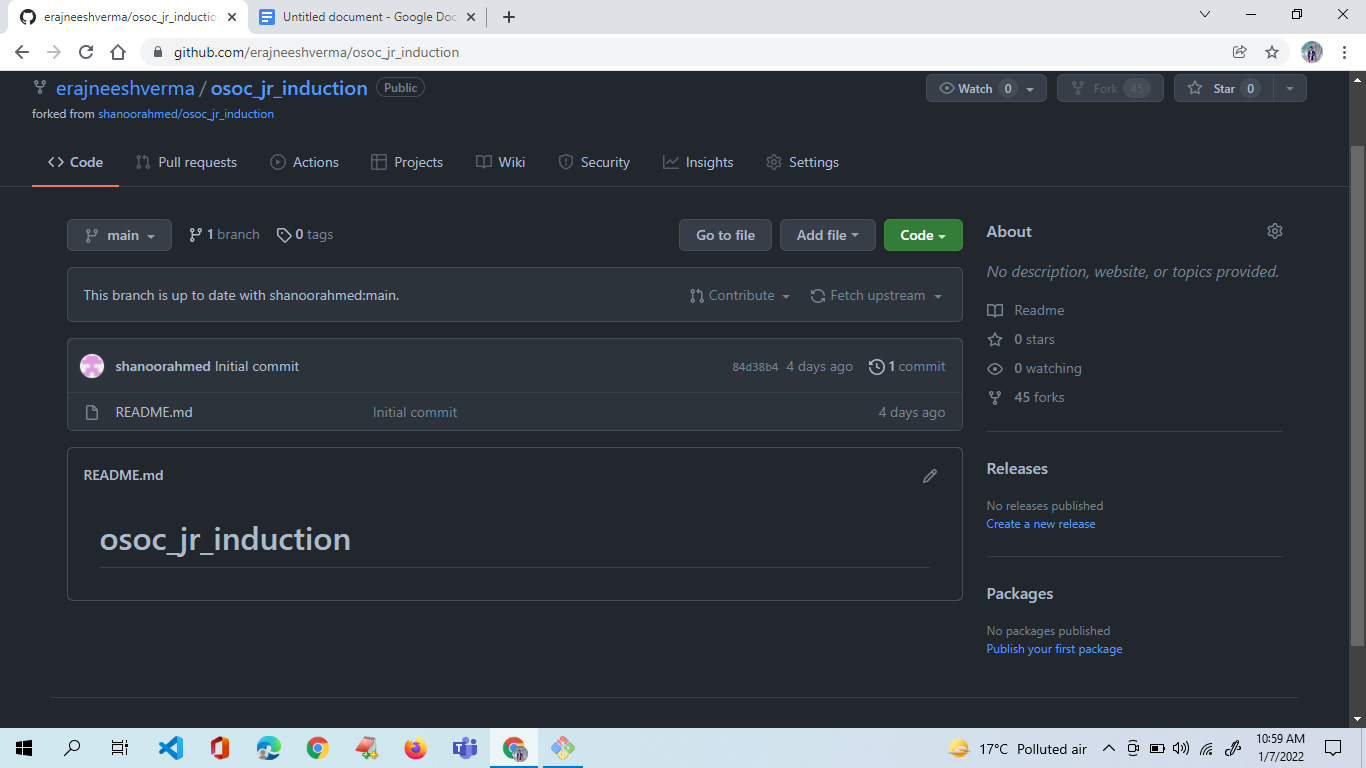 erajneeshverma/osoc_jr_induction
Untitled document - Google Doc
github.com/erajneeshverma/osoc_jr_induction
erajneeshverma / osoc_jr_induction Public
Watch 0
Fork 45
Star 0
forked from shanoorahmed/osoc_jr_induction
Code Pull requests Actions Projects Wiki Security Insights Settings
main 1 branch 0 tags Go to file Add file Code
This branch is up to date with shanoorahmed:main. Contribute Fetch upstream
shanoorahmed Initial commit 84d38b4 4 days ago 1 commit
README.md Initial commit 4 days ago
README.md
osoc_jr_induction
About
No description, website, or topics provided.
Readme
0 stars
0 watching
45 forks
Releases
No releases published
Create a new release
Packages
No packages published
Publish your first package
17°C Polluted air
10:59 AM
1/7/2022